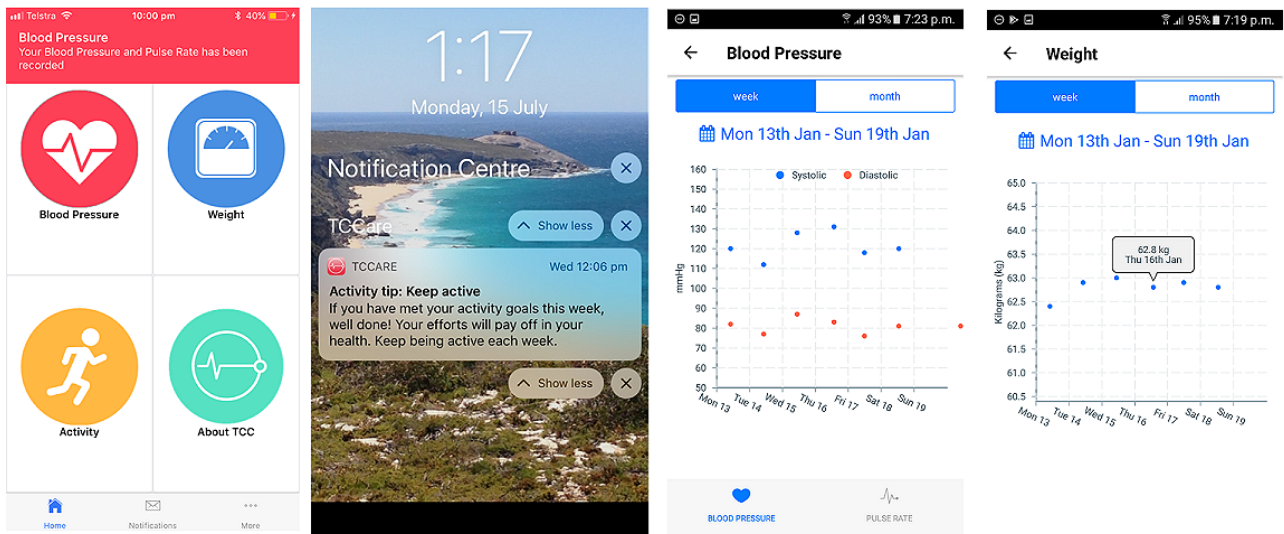 Telstra 10:00 pm 40%
Blood Pressure
Your Blood Pressure and Pulse Rate has been
recorded
Blood Pressure Weight
Activity About TCC
Home Notifications More
1:17
Monday, 15 July
Notification Centre
TCCare Show less
TCCARE Wed 12:06 pm
Activity tip: Keep active
If you have met your activity goals this week,
well done! Your efforts will pay off in your
health. Keep being active each week.
Show less
93% 7:23 p.m.
Blood Pressure
week month
Mon 13th Jan - Sun 19th Jan
Systolic Diastolic
160
150
140
130
120
110
100
90
80
70
60
50
mmHg
Mon 13 Tue 14 Wed 15 Thu 16 Fri 17 Sat 18 Sun 19
BLOOD PRESSURE PULSE RATE
95% 7:19 p.m.
Weight
week month
Mon 13th Jan - Sun 19th Jan
65.0
64.5
64.0
63.5
63.0
62.5
62.0
61.5
61.0
60.5
Kilograms (kg)
62.8 kg
Thu 16th Jan
Mon 13 Tue 14 Wed 15 Thu 16 Fri 17 Sat 18 Sun 19